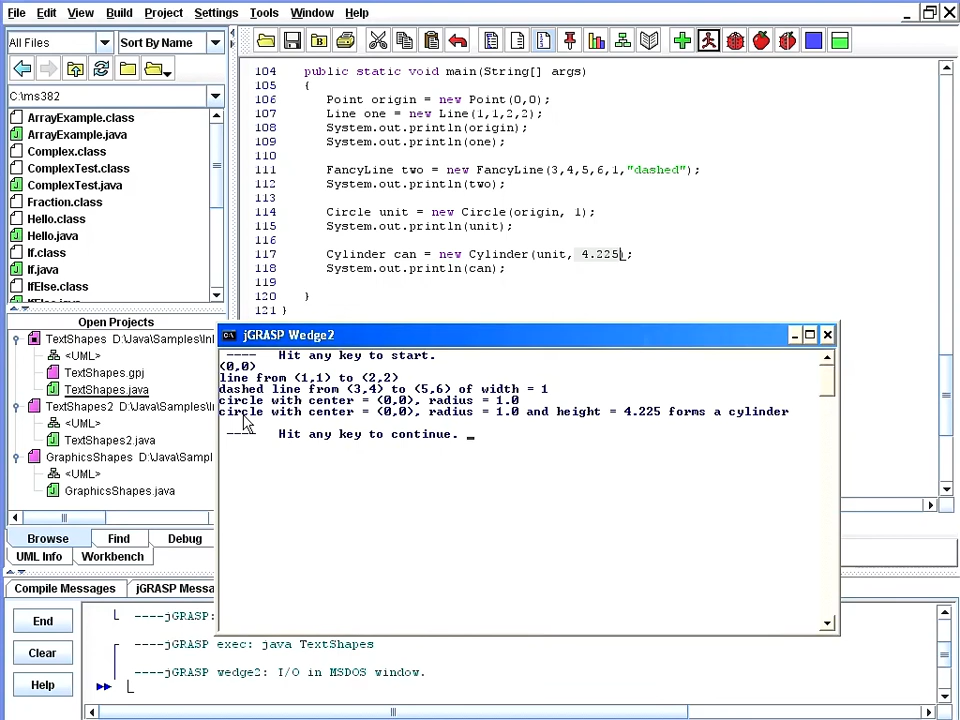 File Edit View Build Project Settings Tools Window Help
All Files Sort By Name
C:\ms382
ArrayExample.class
ArrayExample.java
Complex.class
ComplexTest.class
ComplexTest.java
Fraction.class
Hello.class
Hello.java
If.class
If.java
IfElse.class
IfElse.java
Open Projects
TextShapes D:\Java\Samples\Inl
<UML>
TextShapes.gpj
TextShapes.java
TextShapes2 D:\Java\Samples\I
<UML>
TextShapes2.java
GraphicsShapes D:\Java\Sampl
<UML>
GraphicsShapes.java
Browse Find Debug
UML Info Workbench
104 public static void main(String[] args)
105 {
106 Point origin = new Point(0,0);
107 Line one = new Line(1,1,2,2);
108 System.out.println(origin);
109 System.out.println(one);
110
111 FancyLine two = new FancyLine(3,4,5,6,1,"dashed");
112 System.out.println(two);
113
114 Circle unit = new Circle(origin, 1);
115 System.out.println(unit);
116
117 Cylinder can = new Cylinder(unit, 4.225);
118 System.out.println(can);
119
120 }
121 }
jGRASP Wedge2
---- Hit any key to start.
(0,0)
line from (1,1) to (2,2)
dashed line from (3,4) to (5,6) of width = 1
circle with center = (0,0), radius = 1.0
circle with center = (0,0), radius = 1.0 and height = 4.225 forms a cylinder
---- Hit any key to continue.
Compile Messages jGRASP Messa
End
Clear
Help
----jGRASP:
----jGRASP exec: java TextShapes
----jGRASP wedge2: I/O in MSDOS window.